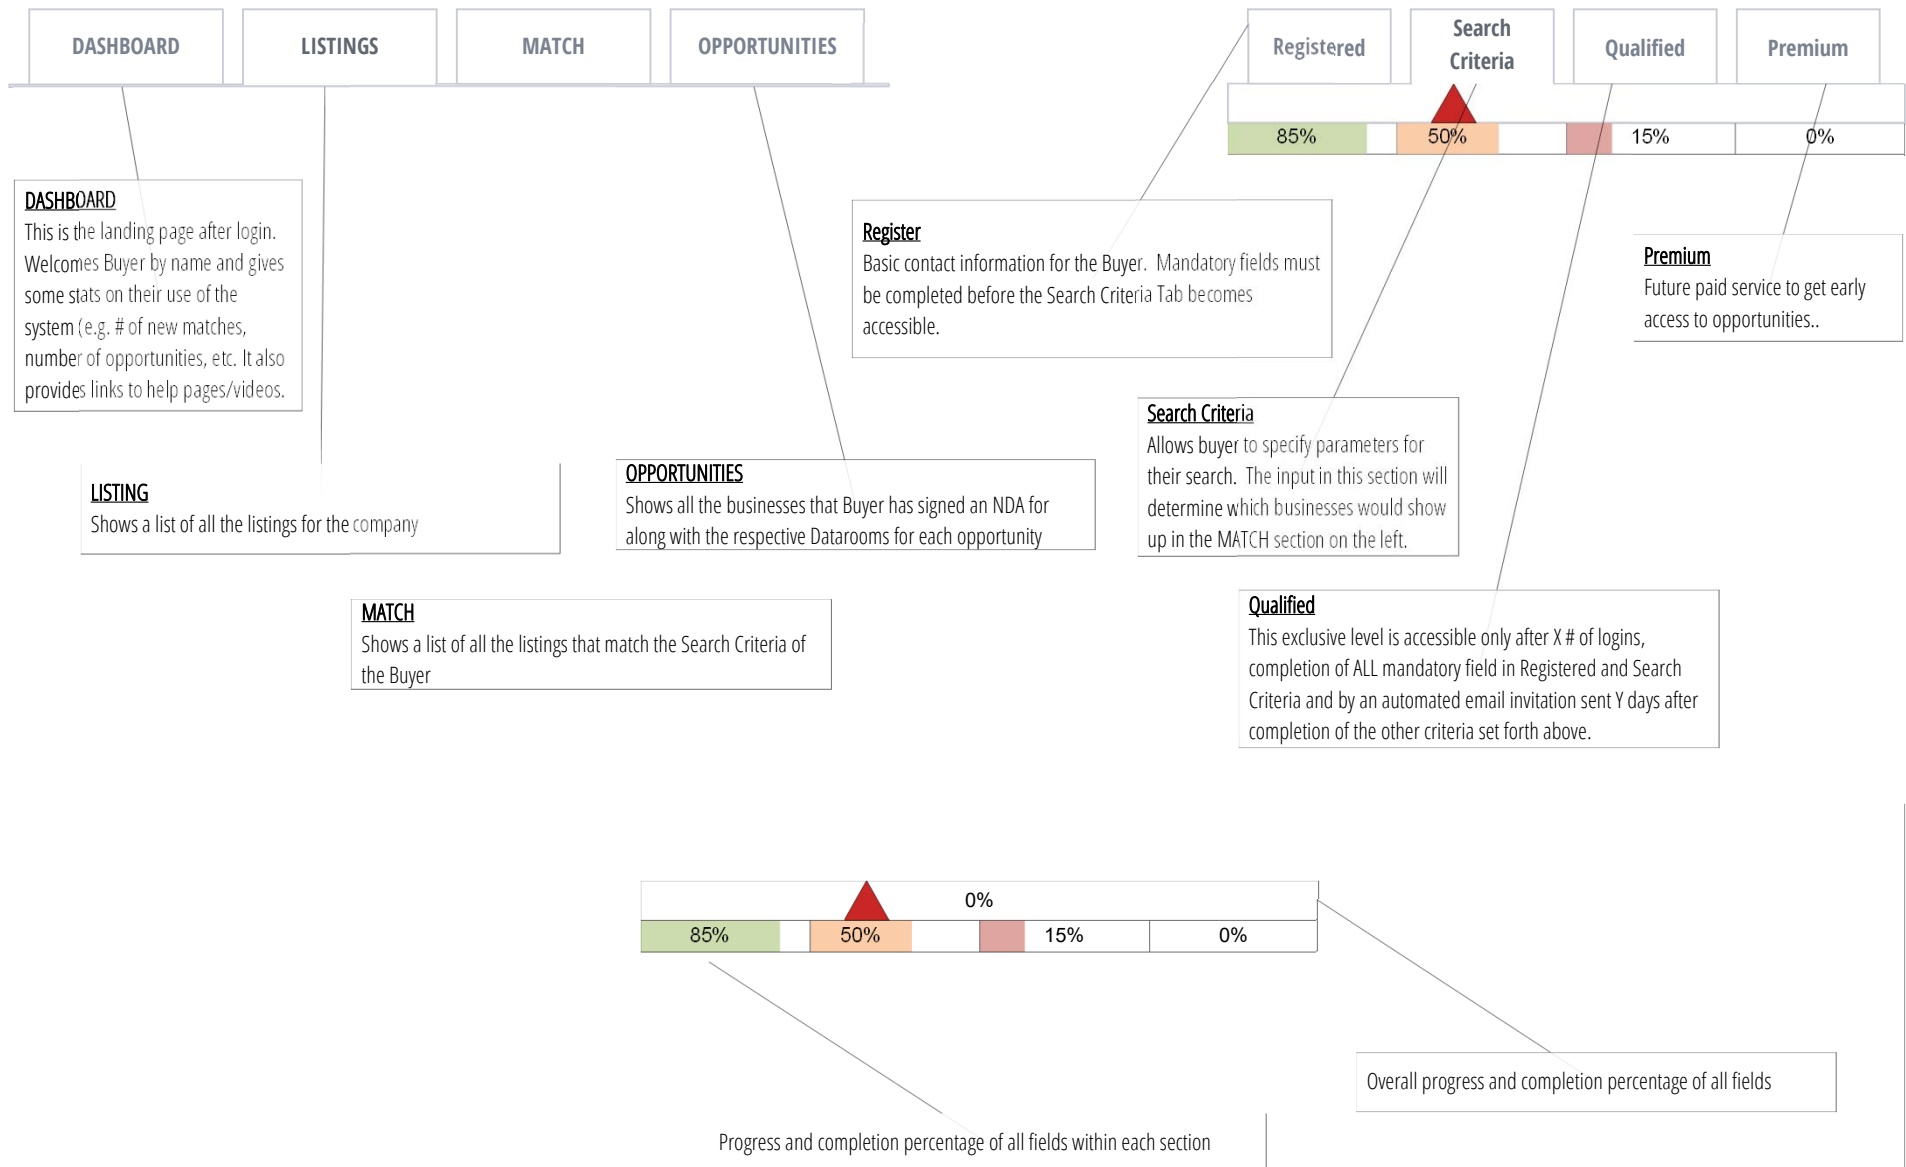 DASHBOARD
LISTINGS
MATCH
OPPORTUNITIES
Registered
Search
Criteria
Qualified
Premium
85%
50%
15%
0%
DASHBOARD
This is the landing page after login.
Welcomes Buyer by name and gives
some stats on their use of the
system (e.g. # of new matches,
number of opportunities, etc. It also
provides links to help pages/videos.
Register
Basic contact information for the Buyer.  Mandatory fields must
be completed before the Search Criteria Tab becomes
accessible.
Premium
Future paid service to get early
access to opportunities..
Search Criteria
Allows buyer to specify parameters for
their search.  The input in this section will
determine which businesses would show
up in the MATCH section on the left.
LISTING
Shows a list of all the listings for the company
OPPORTUNITIES
Shows all the businesses that Buyer has signed an NDA for
along with the respective Datarooms for each opportunity
MATCH
Shows a list of all the listings that match the Search Criteria of
the Buyer
Qualified
This exclusive level is accessible only after X # of logins,
completion of ALL mandatory field in Registered and Search
Criteria and by an automated email invitation sent Y days after
completion of the other criteria set forth above.
0%
85%
50%
15%
0%
Overall progress and completion percentage of all fields
Progress and completion percentage of all fields within each section